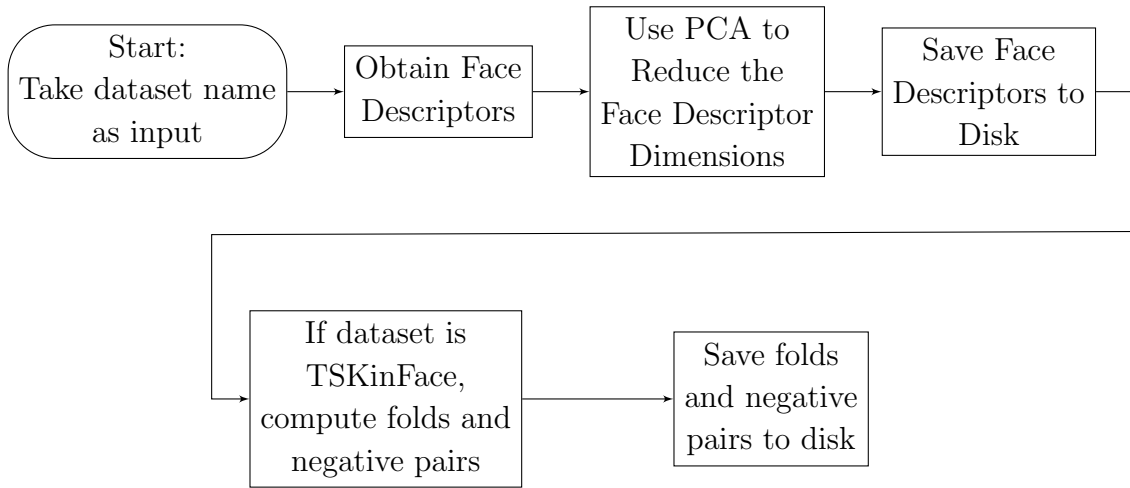 Start:
Take dataset name
as input
Obtain Face
Descriptors
Use PCA to
Reduce the
Face Descriptor
Dimensions
Save Face
Descriptors to
Disk
If dataset is
TSKinFace,
compute folds and
negative pairs
Save folds
and negative
pairs to disk